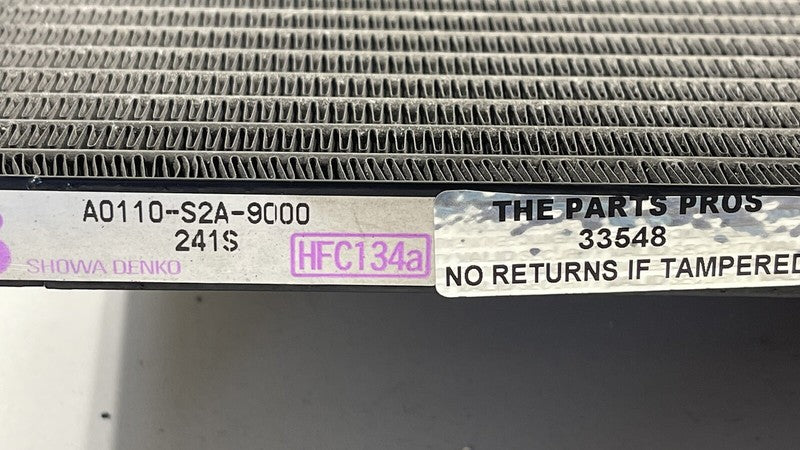 A0110-S2A-9000
241S
SHOWA DENKO
HFC134a
THE PARTS PROS
33548
NO RETURNS IF TAMPERED